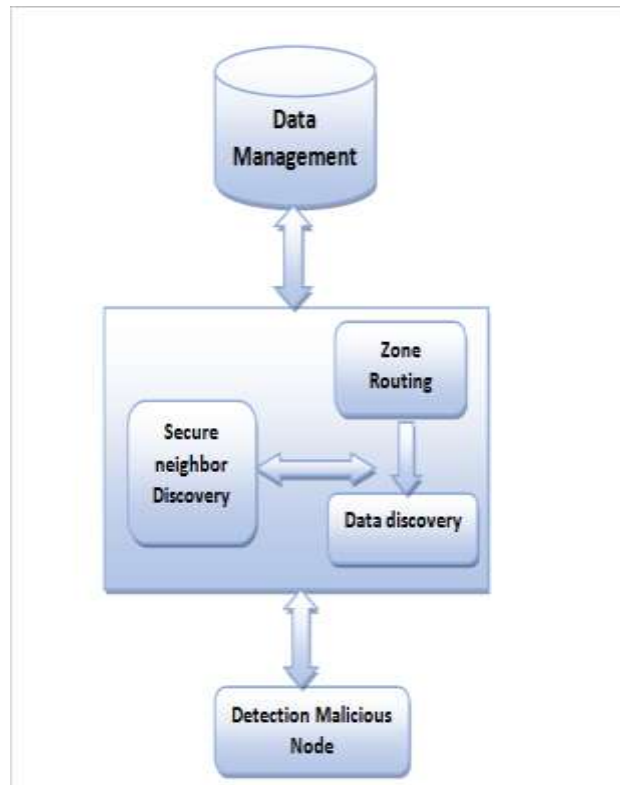 Data
Management
Zone
Routing
Secure
neighbor
Discovery
Data discovery
Detection Malicious
Node